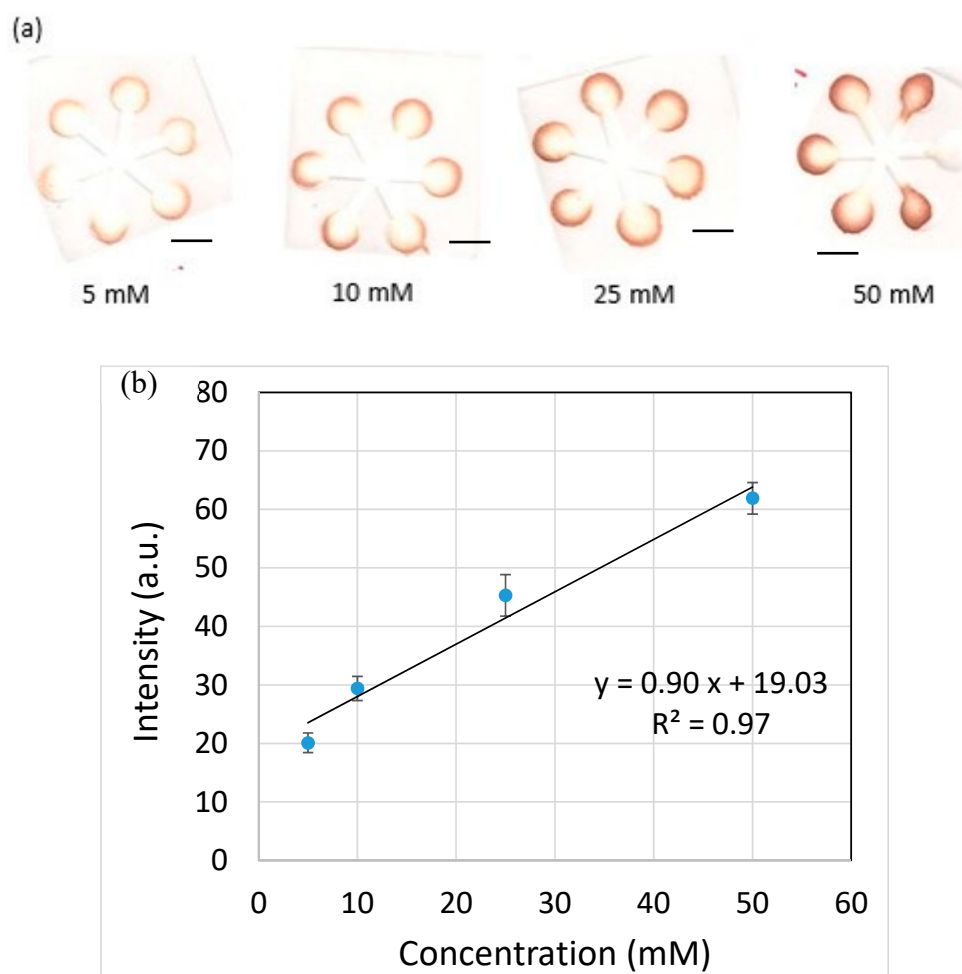 (a)
5 mM
10 mM
25 mM
50 mM
(b)
80
70
60
50
40
30
20
10
0
Intensity (a.u.)
y = 0.90 x + 19.03
R² = 0.97
0 10 20 30 40 50 60
Concentration (mM)